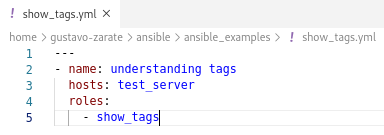 ! show_tags.yml ×
home > gustavo-zarate > ansible > ansible_examples > ! show_tags.yml
1 ---
2 - name: understanding tags
3   hosts: test_server
4   roles:
5     - show_tags